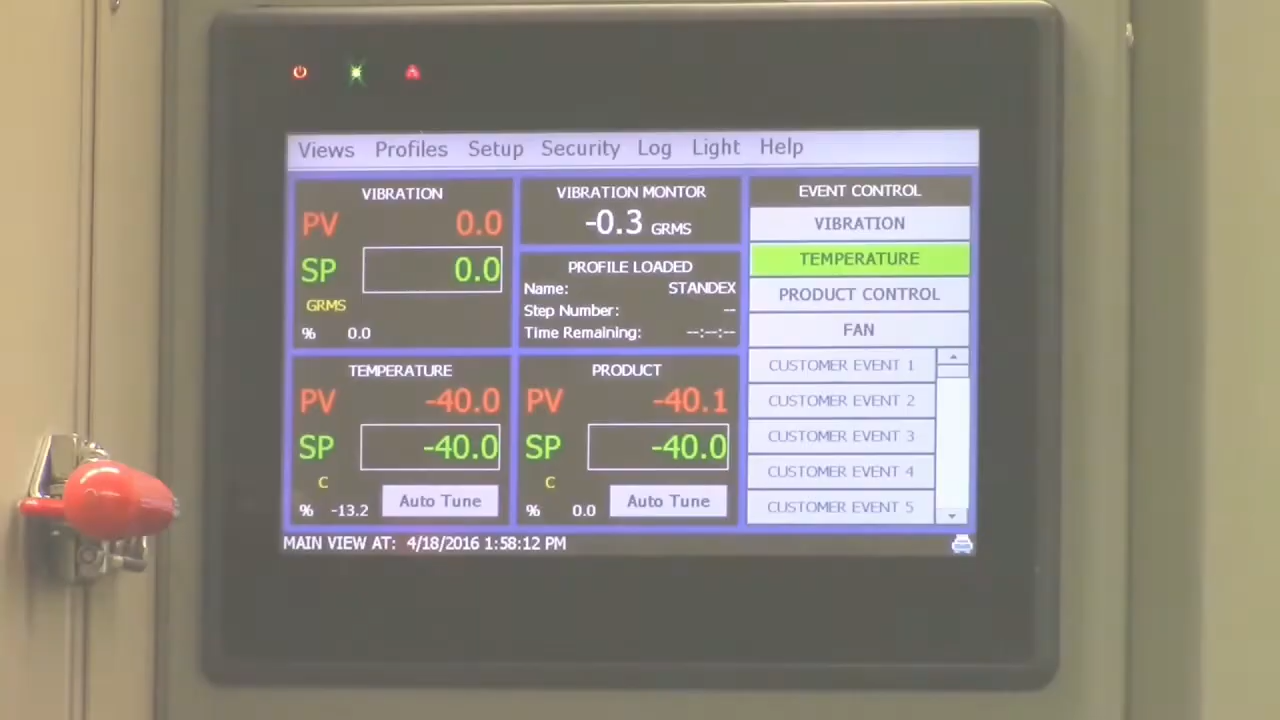 Views Profiles Setup Security Log Light Help
VIBRATION
PV 0.0
SP 0.0
GRMS
% 0.0
VIBRATION MONTOR
-0.3 GRMS
PROFILE LOADED
Name: STANDEX
Step Number: --
Time Remaining: --:--:--
EVENT CONTROL
VIBRATION
TEMPERATURE
PRODUCT CONTROL
FAN
CUSTOMER EVENT 1
CUSTOMER EVENT 2
CUSTOMER EVENT 3
CUSTOMER EVENT 4
CUSTOMER EVENT 5
TEMPERATURE
PV -40.0
SP -40.0
C
% -13.2 Auto Tune
PRODUCT
PV -40.1
SP -40.0
C
% 0.0 Auto Tune
MAIN VIEW AT: 4/18/2016 1:58:12 PM